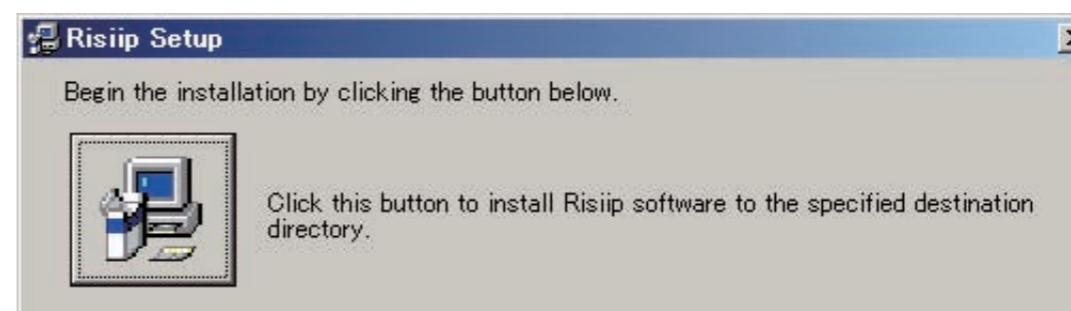 Risiip Setup
Begin the installation by clicking the button below.
Click this button to install Risiip software to the specified destination
directory.